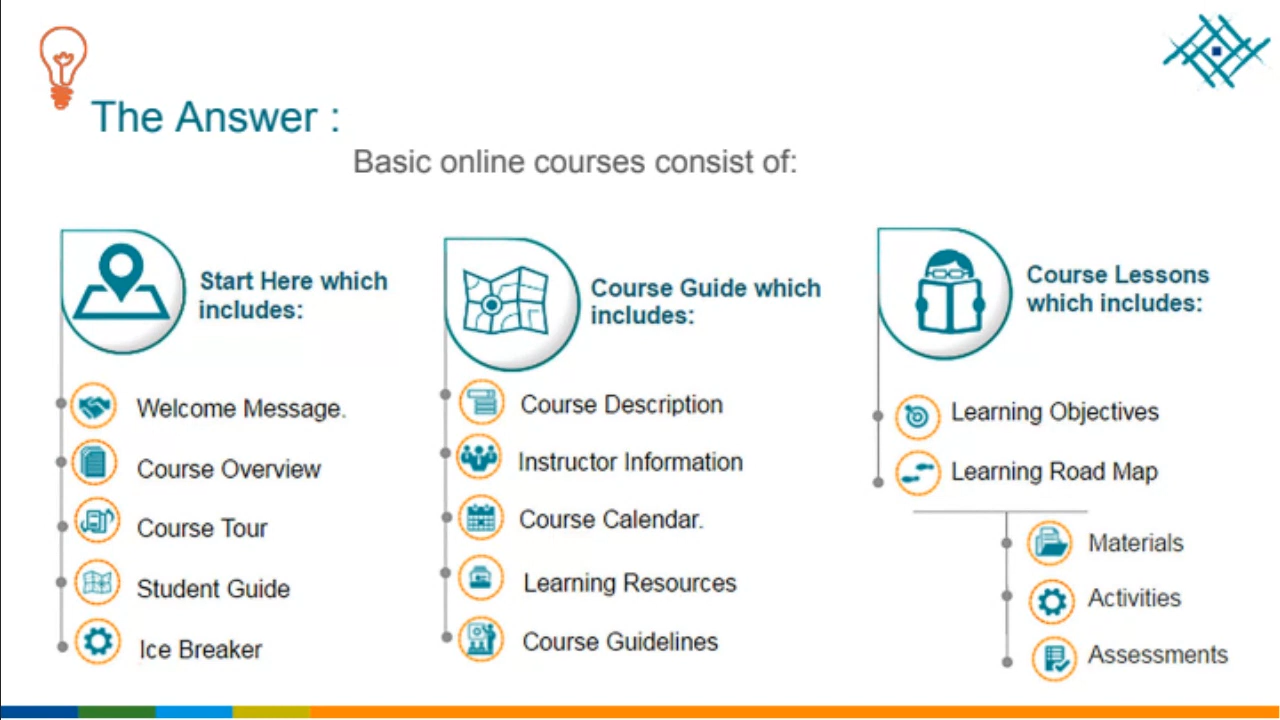 The Answer :
Basic online courses consist of:
Start Here which
includes:
Welcome Message.
Course Overview
Course Tour
Student Guide
Ice Breaker
Course Guide which
includes:
Course Description
Instructor Information
Course Calendar.
Learning Resources
Course Guidelines
Course Lessons
which includes:
Learning Objectives
Learning Road Map
Materials
Activities
Assessments